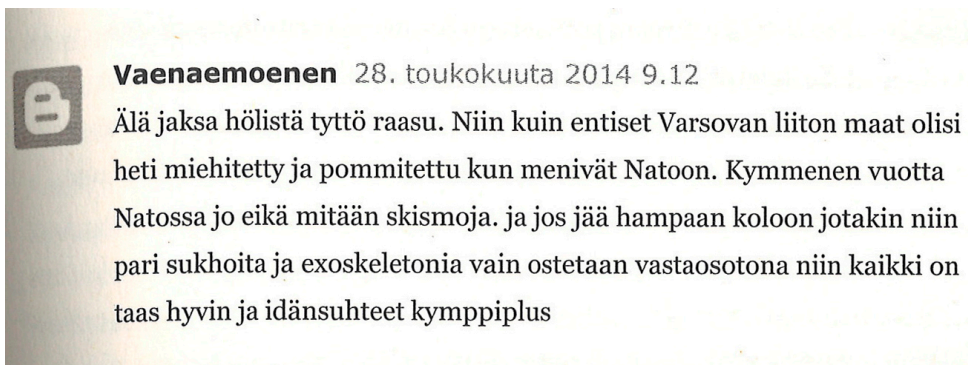 Vaenaemoenen 28. toukokuuta 2014 9.12
Älä jaksa hölistä tyttö raasu. Niin kuin entiset Varsovan liiton maat olisi
heti miehitetty ja pommitettu kun menivät Natoon. Kymmenen vuotta
Natossa jo eikä mitään skismoja. ja jos jää hampaan koloon jotakin niin
pari sukhoita ja exoskeletonia vain ostetaan vastaosotona niin kaikki on
taas hyvin ja idänsuhteet kymppiplus